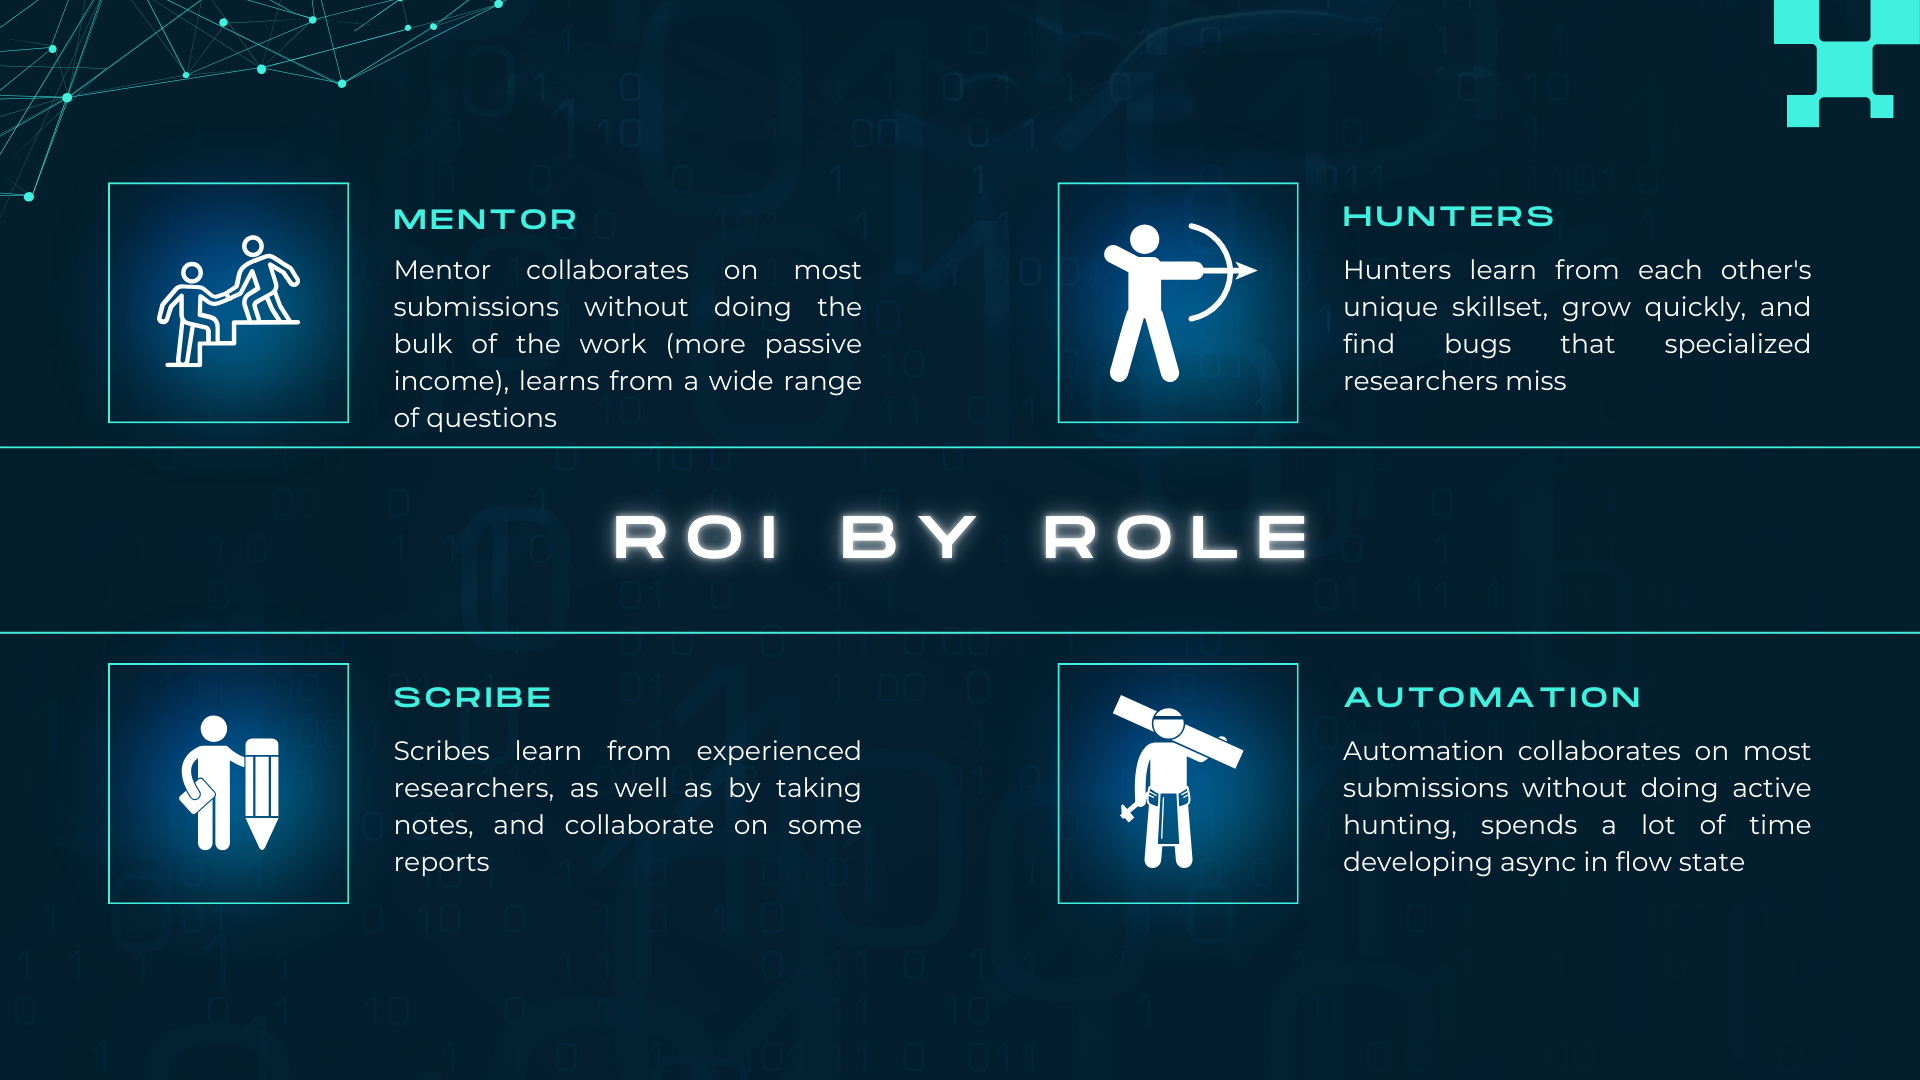 MENTOR
Mentor collaborates on most
submissions without doing the
bulk of the work (more passive
income), learns from a wide range
of questions
HUNTERS
Hunters learn from each other's
unique skillset, grow quickly, and
find bugs that specialized
researchers miss
ROI BY ROLE
SCRIBE
Scribes learn from experienced
researchers, as well as by taking
notes, and collaborate on some
reports
AUTOMATION
Automation collaborates on most
submissions without doing active
hunting, spends a lot of time
developing async in flow state